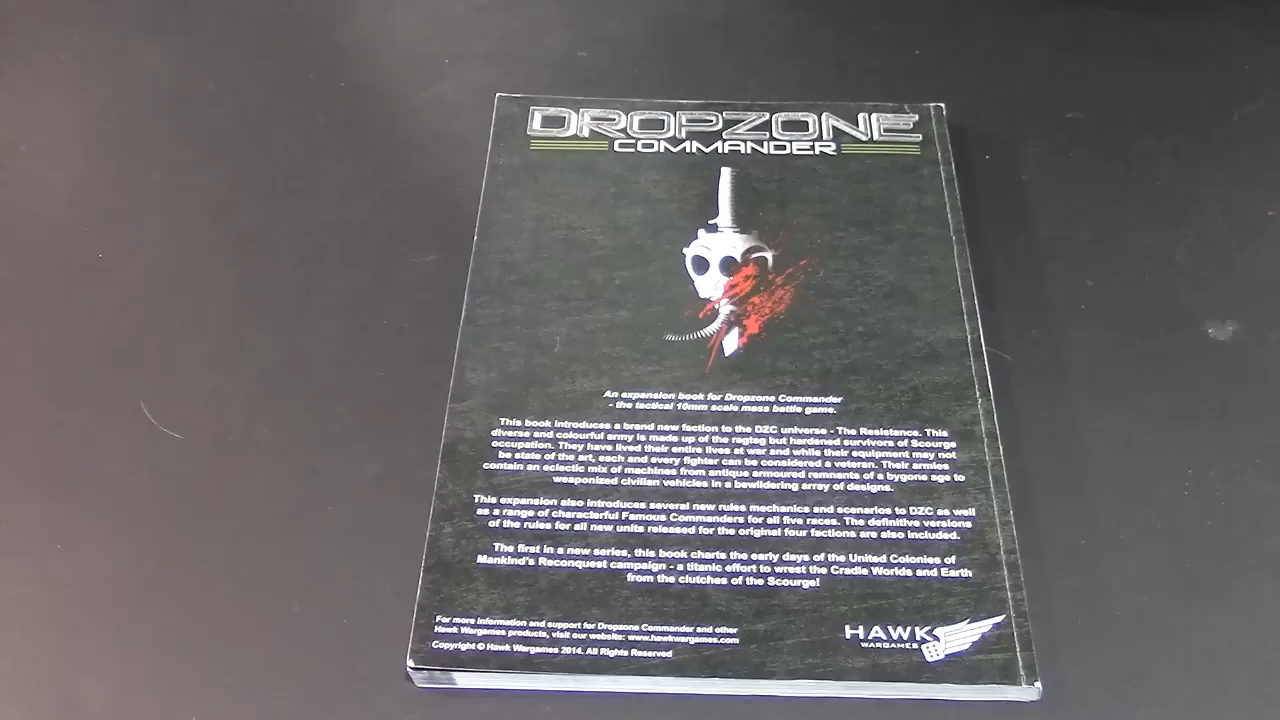 DROPZONE
COMMANDER
An expansion book for Dropzone Commander
- the tactical 10mm scale mass battle game.
This book introduces a brand new faction to the DZC universe - The Resistance. This
diverse and colourful army is made up of the ragtag but hardened survivors of Scourge
occupation. They have lived their entire lives at war and while their equipment may not
be state of the art, each and every fighter can be considered a veteran. Their armies
contain an eclectic mix of machines from antique armoured remnants of a bygone age to
weaponized civilian vehicles in a bewildering array of designs.
This expansion also introduces several new rules mechanics and scenarios to DZC as well
as a range of characterful Famous Commanders for all five races. The definitive versions
of the rules for all new units released for the original four factions are also included.
The first in a new series, this book charts the early days of the United Colonies of
Mankind's Reconquest campaign - a titanic effort to wrest the Cradle Worlds and Earth
from the clutches of the Scourge!
For more information and support for Dropzone Commander and other
Hawk Wargames products, visit our website: www.hawkwargames.com
Copyright © Hawk Wargames 2014. All Rights Reserved
HAWK
WARGAMES